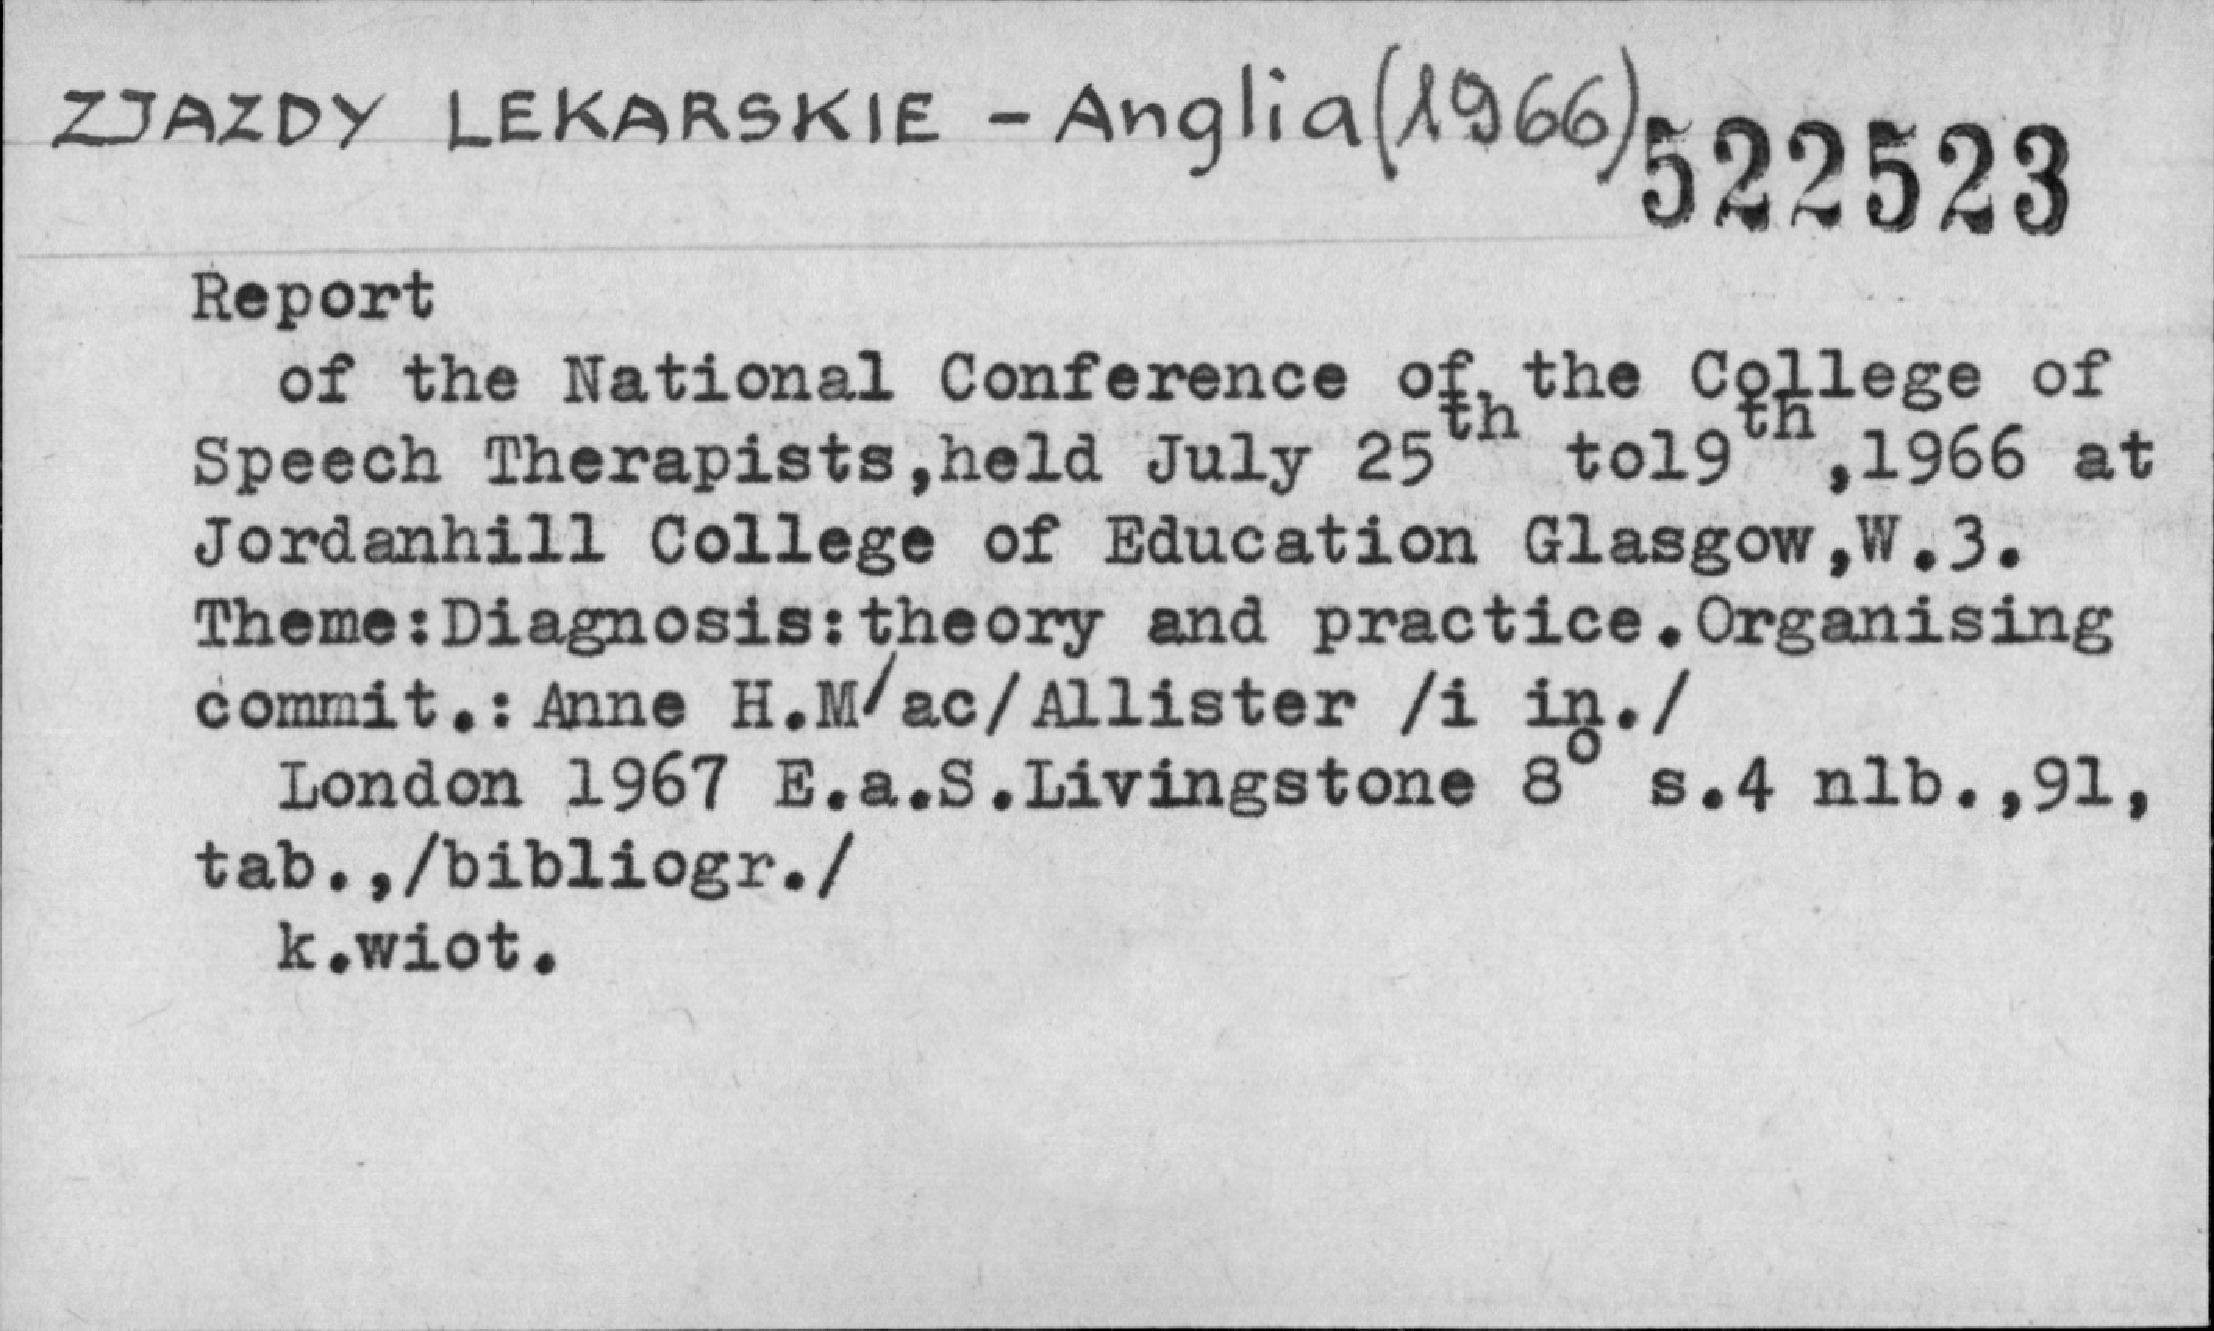 ZJAZDY LEKARSKIE - Anglia (1966) 522523
Report
of the National Conference of the College of
Speech Therapists,held July 25th to19th,1966 at
Jordanhill College of Education Glasgow,W.3.
Theme:Diagnosis:theory and practice.Organising
commit.:Anne H.M/ac/Allister /i in./
London 1967 E.a.S.Livingstone 8° s.4 nlb.,91,
tab.,/bibliogr./
k.wiot.